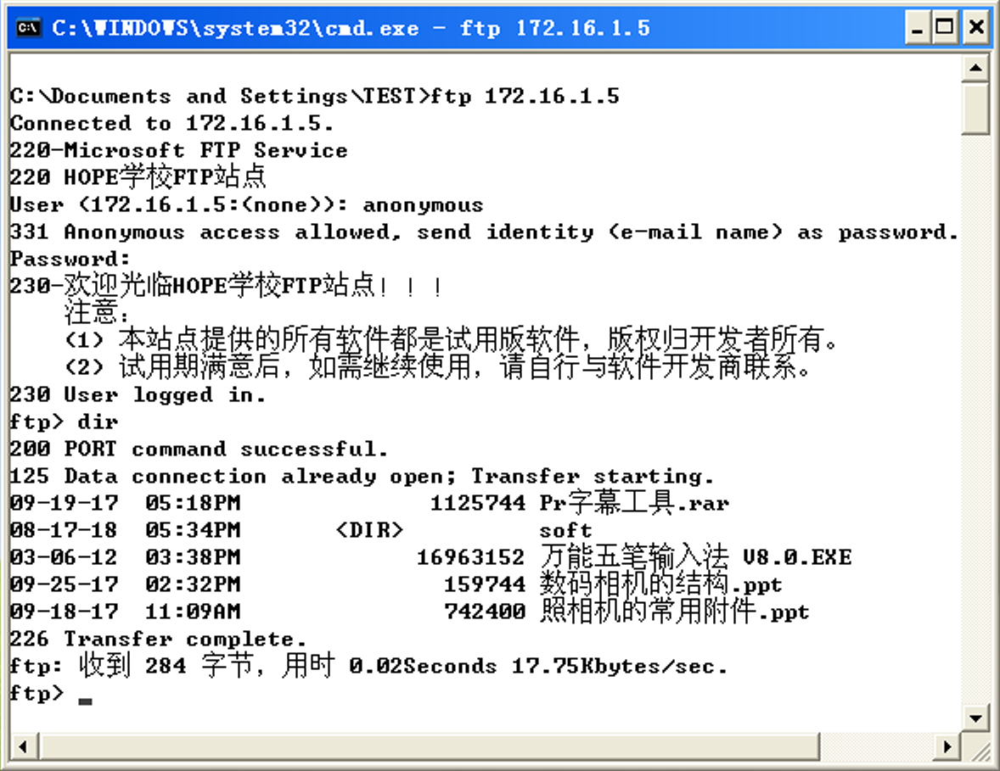 C:\WINDOWS\system32\cmd.exe - ftp 172.16.1.5
C:\Documents and Settings\TEST>ftp 172.16.1.5
Connected to 172.16.1.5.
220-Microsoft FTP Service
220 HOPE学校FTP站点
User (172.16.1.5:(none)): anonymous
331 Anonymous access allowed, send identity (e-mail name) as password.
Password:
230-欢迎光临HOPE学校FTP站点！！！
    注意：
    (1) 本站点提供的所有软件都是试用版软件，版权归开发者所有。
    (2) 试用期满意后，如需继续使用，请自行与软件开发商联系。
230 User logged in.
ftp> dir
200 PORT command successful.
125 Data connection already open; Transfer starting.
09-19-17  05:18PM              1125744 Pr字幕工具.rar
08-17-18  05:34PM       <DIR>          soft
03-06-12  03:38PM             16963152 万能五笔输入法 V8.0.EXE
09-25-17  02:32PM               159744 数码相机的结构.ppt
09-18-17  11:09AM               742400 照相机的常用附件.ppt
226 Transfer complete.
ftp: 收到 284 字节，用时 0.02Seconds 17.75Kbytes/sec.
ftp>